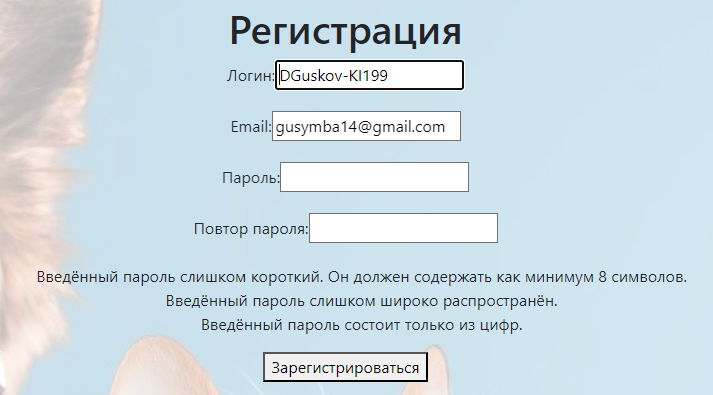 Регистрация
Логин: DGuskov-KI199
Email: gusymba14@gmail.com
Пароль:
Повтор пароля:
Введённый пароль слишком короткий. Он должен содержать как минимум 8 символов.
Введённый пароль слишком широко распространён.
Введённый пароль состоит только из цифр.
Зарегистрироваться